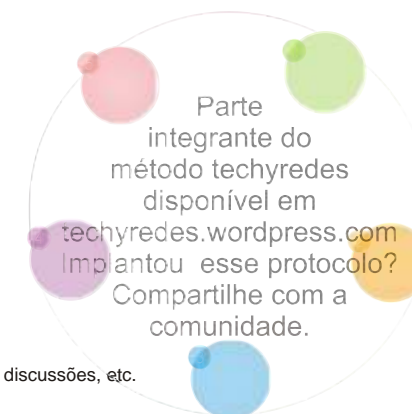 Parte
integrante do
método techyredes
disponível em
techyredes.wordpress.com
Implantou esse protocolo?
Compartilhe com a
comunidade.
discussões, etc.